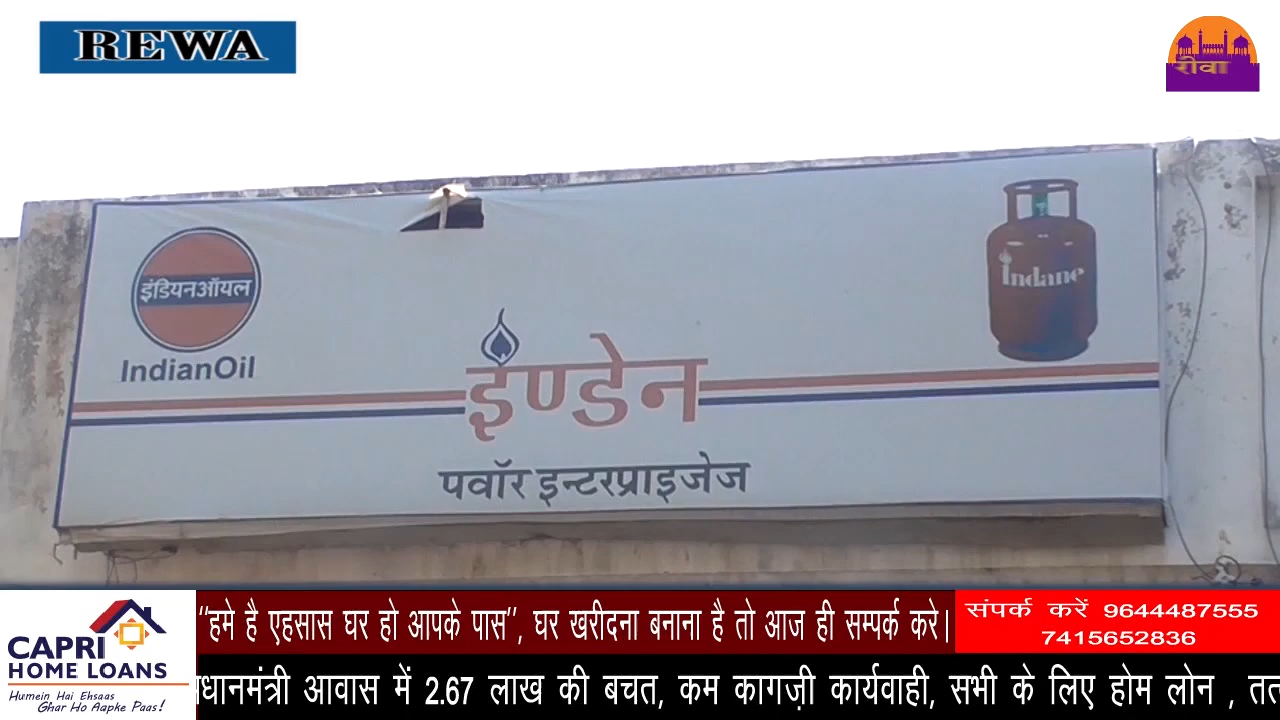 REWA
रीवा
इंडियनऑयल
IndianOil
Indane
इण्डेन
पवॉर इन्टरप्राइजेज
CAPRI
HOME LOANS
Humein Hai Ehsaas
Ghar Ho Aapke Paas!
“हमे है एहसास घर हो आपके पास”, घर खरीदना बनाना है तो आज ही सम्पर्क करे।
संपर्क करें 9644487555
7415652836
आवास में 2.67 लाख की बचत, कम कागज़ी कार्यवाही, सभी के लिए होम लोन ,